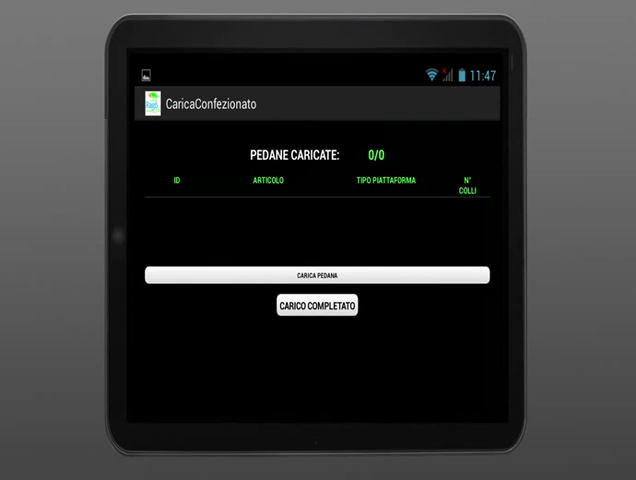 11:47
CaricaConfezionato
PEDANE CARICATE: 0/0
ID ARTICOLO TIPO PIATTAFORMA N° COLLI
CARICA PEDANA
CARICO COMPLETATO